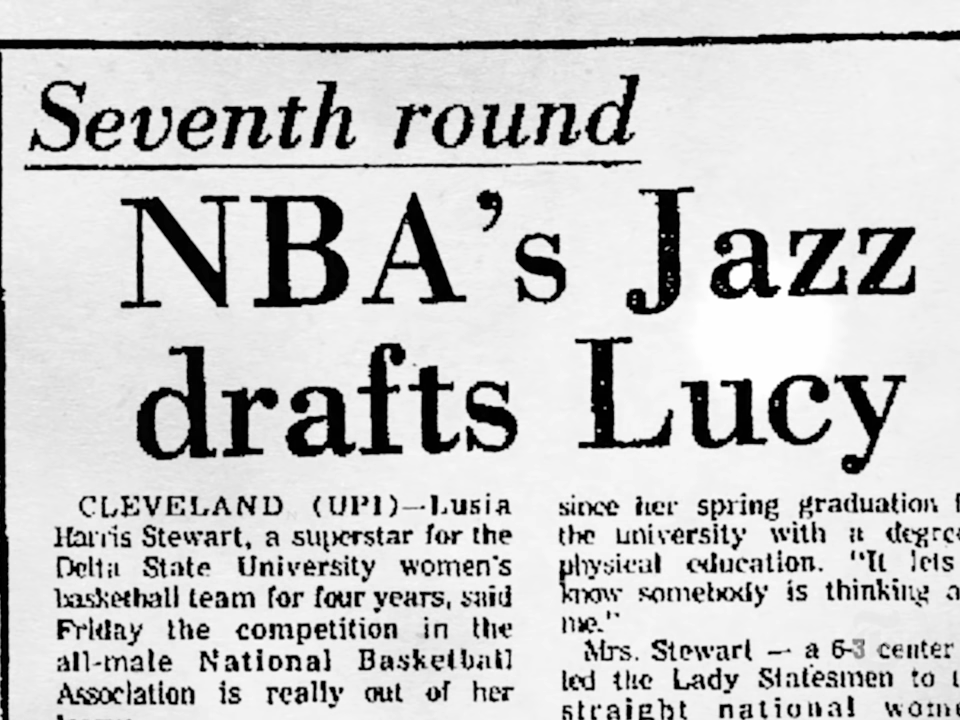 Seventh round
NBA's Jazz
drafts Lucy
CLEVELAND (UPI)—Lusia
Harris Stewart, a superstar for the
Delta State University women's
basketball team for four years, said
Friday the competition in the
all-male National Basketball
Association is really out of her
since her spring graduation f
the university with a degre
physical education. "It lets
know somebody is thinking a
me."
Mrs. Stewart — a 6-3 center
led the Lady Statesmen to t
straight national wome